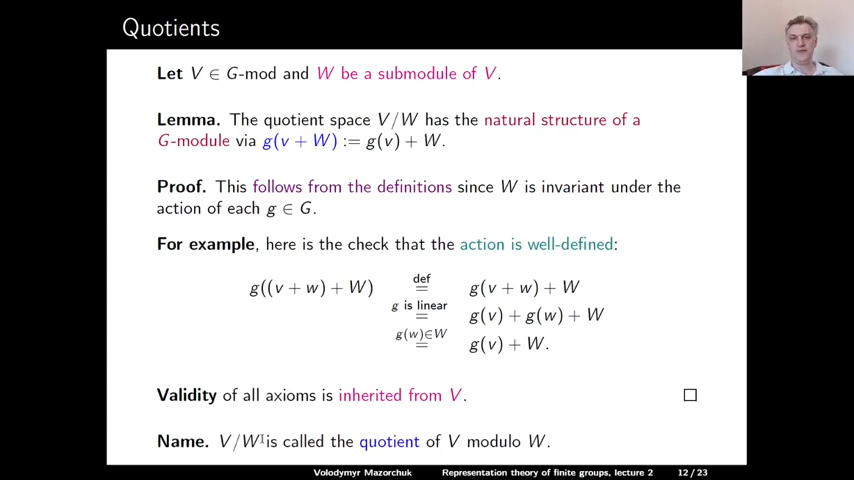 Quotients
Let V ∈ G-mod and W be a submodule of V.
Lemma. The quotient space V/W has the natural structure of a
G-module via g(v + W) := g(v) + W.
Proof. This follows from the definitions since W is invariant under the
action of each g ∈ G.
For example, here is the check that the action is well-defined:
g((v + w) + W) def = g(v + w) + W
g is linear = g(v) + g(w) + W
g(w)∈W = g(v) + W.
Validity of all axioms is inherited from V. □
Name. V/W is called the quotient of V modulo W.
Volodymyr Mazorchuk Representation theory of finite groups, lecture 2 12/23